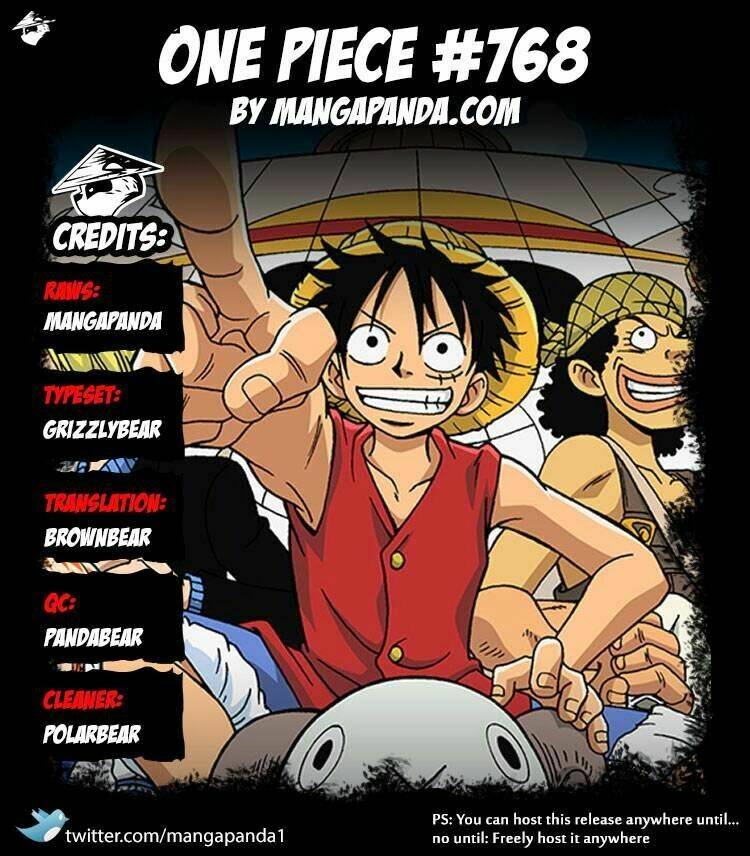 ONE PIECE #768
BY MANGAPANDA.COM
CREDITS:
RAWS:
MANGAPANDA
TYPESET:
GRIZZLYBEAR
TRANSLATION:
BROWNBEAR
QC:
PANDABEAR
CLEANER:
POLARBEAR
twitter.com/mangapanda1
PS: You can host this release anywhere until...
no until: Freely host it anywhere